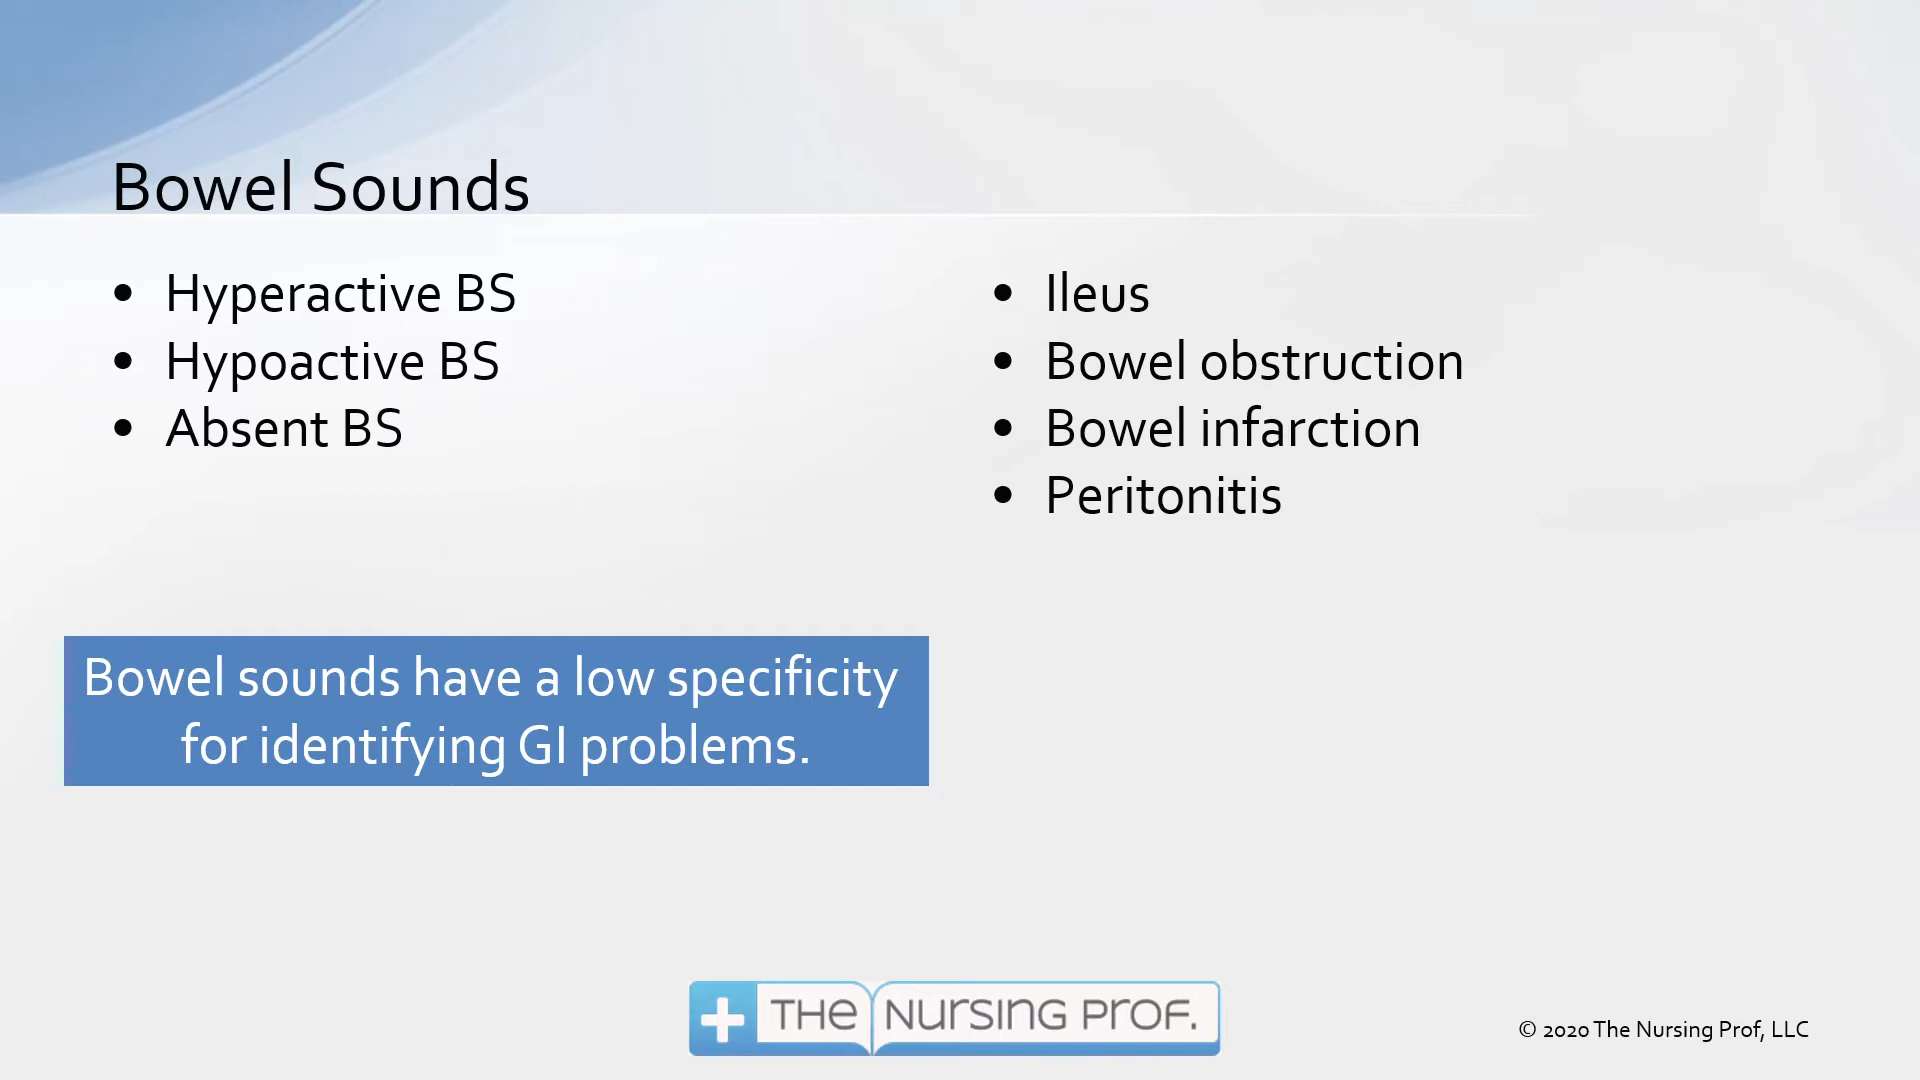 Bowel Sounds
• Hyperactive BS
• Hypoactive BS
• Absent BS
• Ileus
• Bowel obstruction
• Bowel infarction
• Peritonitis
Bowel sounds have a low specificity
for identifying GI problems.
THE NURSING PROF.
© 2020 The Nursing Prof, LLC